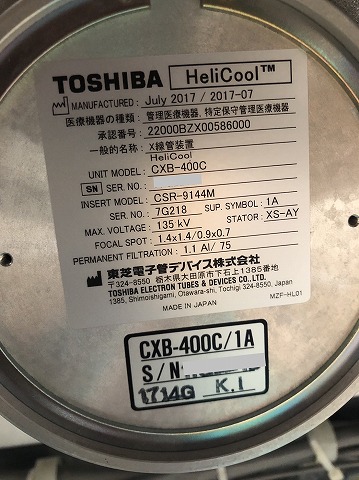 TOSHIBA HeliCool™
MANUFACTURED: July 2017 / 2017-07
医療機器の種類: 管理医療機器、特定保守管理医療機器
承認番号: 22000BZX00586000
一般的名称: X線管装置
HeliCool
UNIT MODEL: CXB-400C
SN SER. NO.:
INSERT MODEL: CSR-9144M
SER. NO.: 7G218 SUP. SYMBOL: 1A
MAX. VOLTAGE: 135 kV STATOR: XS-AY
FOCAL SPOT: 1.4x1.4/0.9x0.7
PERMANENT FILTRATION: 1.1 Al/ 75
東芝電子管デバイス株式会社
〒324-8550 栃木県大田原市下石上1385番地
TOSHIBA ELECTRON TUBES & DEVICES CO.,LTD.
1385, Shimoishigami, Otawara-shi, Tochigi 324-8550, Japan
MADE IN JAPAN MZF-HL01
CXB-400C/1A
S/N
1714G K.I